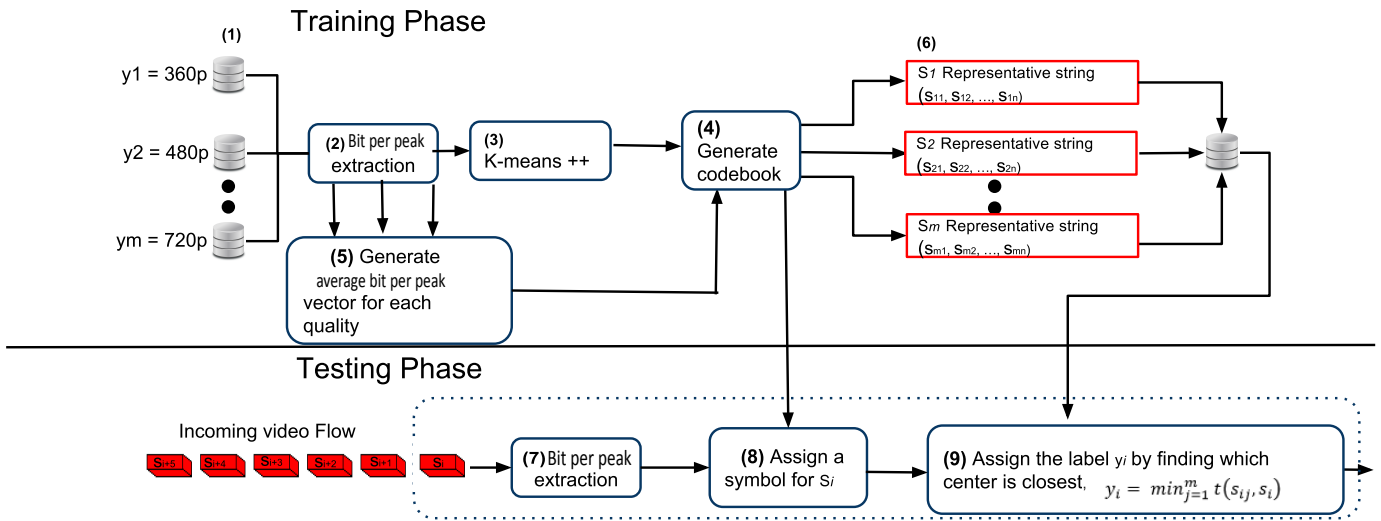 Training Phase
(1)
y1 = 360p
y2 = 480p
ym = 720p
(2) Bit per peak
extraction
(3)
K-means ++
(4)
Generate
codebook
(5) Generate
average bit per peak
vector for each
quality
(6)
S1 Representative string
(s11, s12, ..., s1n)
S2 Representative string
(s21, s22, ..., s2n)
Sm Representative string
(sm1, sm2, ..., smn)
Testing Phase
Incoming video Flow
Si+5 Si+4 Si+3 Si+2 Si+1 Si
(7) Bit per peak
extraction
(8) Assign a
symbol for si
(9) Assign the label yi by finding which
center is closest, yᵢ = minᵐⱼ₌₁ t(sᵢⱼ, sᵢ)